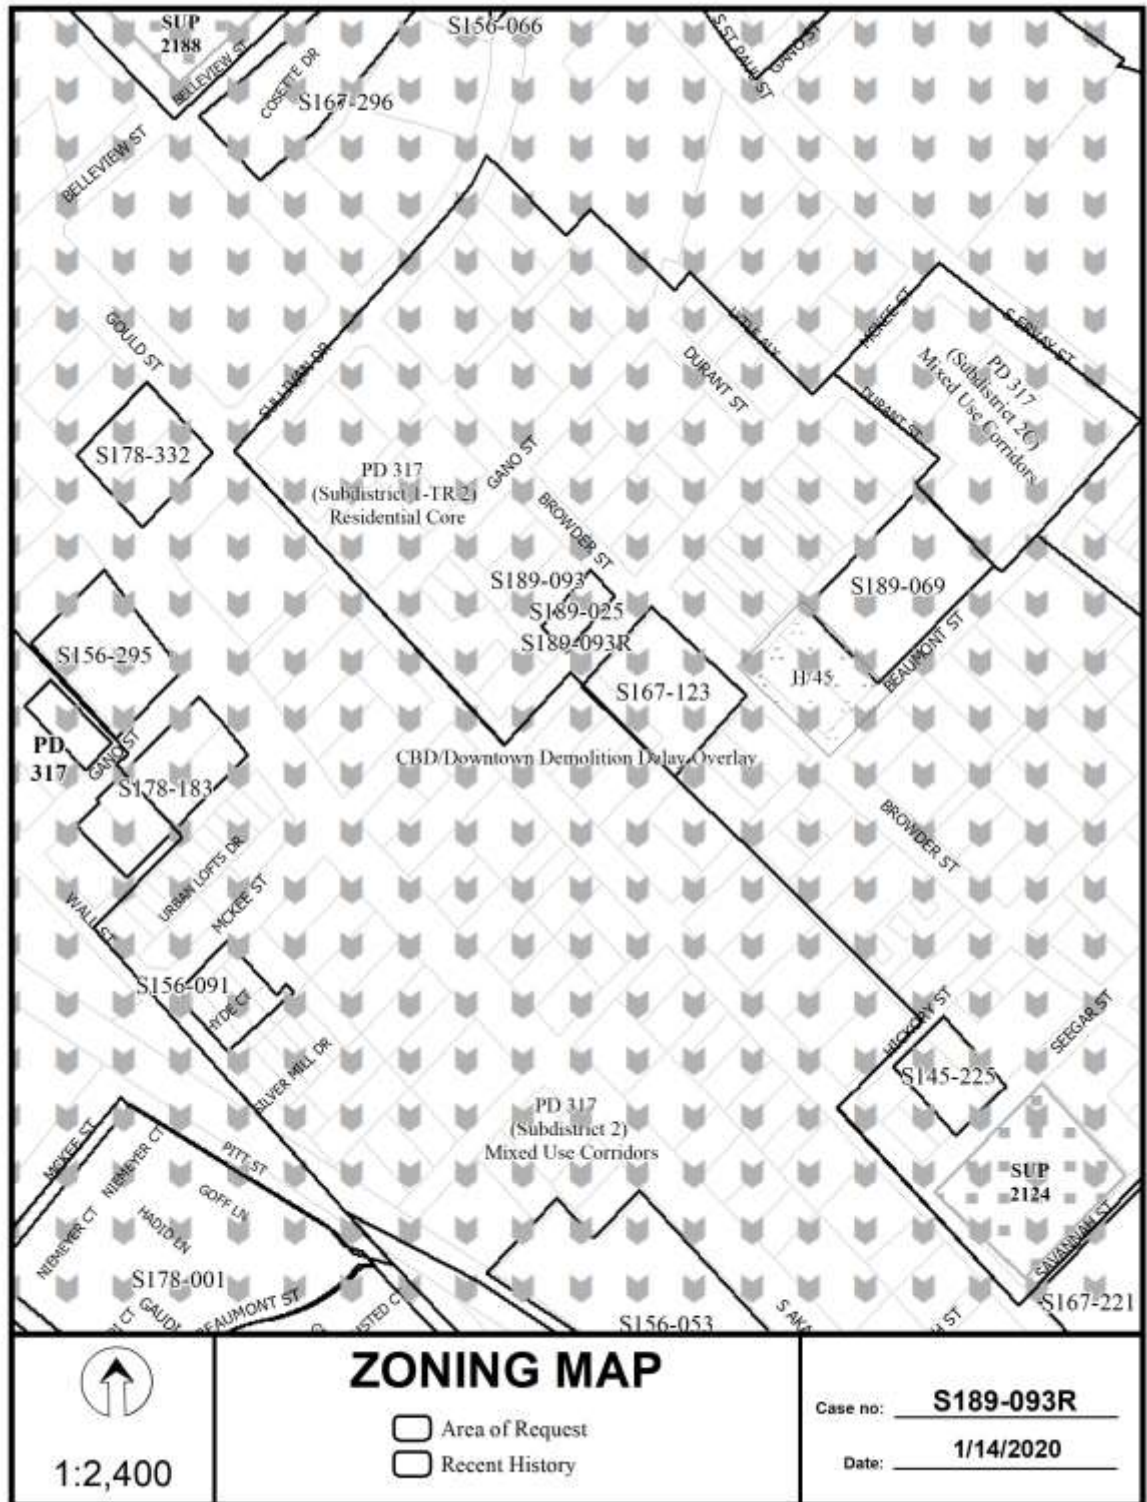 SUP
2188
S156-066
BELLEVIEW ST
COSETTE DR
S ST PAUL ST
GANO ST
S167-296
BELLEVIEW ST
GOULD ST
SULLIVAN DR
MCKEE ST
S ERVAY ST
DURANT ST
PD 317
(Subdistrict 2C)
Mixed Use Corridors
DURANT ST
S178-332
PD 317
(Subdistrict 1-TR 2)
Residential Core
GANO ST
BROWDER ST
S189-093
S189-025
S189-093R
S189-069
BEAUMONT ST
S156-295
H/45
S167-123
PD
317
GANO ST
CBD/Downtown Demolition Delay Overlay
S178-183
BROWDER ST
URBAN LOFTS DR
MCKEE ST
WALL ST
S156-091
HYDE CT
HICKORY ST
SEEGAR ST
SILVER MILL DR
S145-225
PD 317
(Subdistrict 2)
Mixed Use Corridors
MCKEE ST
NIEMEYER CT
PITT ST
GOFF LN
HADID LN
NIEMEYER CT
SUP
2124
SAVANNAH ST
S178-001
BEAUMONT ST
S156-053
S167-221
ZONING MAP
Area of Request
Recent History
1:2,400
Case no: S189-093R
Date: 1/14/2020